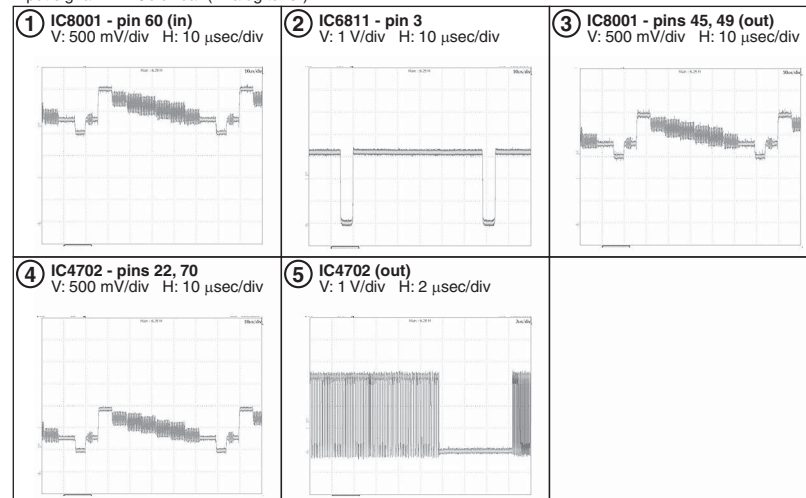 ① IC8001 - pin 60 (in)
V: 500 mV/div H: 10 μsec/div
② IC6811 - pin 3
V: 1 V/div H: 10 μsec/div
③ IC8001 - pins 45, 49 (out)
V: 500 mV/div H: 10 μsec/div
④ IC4702 - pins 22, 70
V: 500 mV/div H: 10 μsec/div
⑤ IC4702 (out)
V: 1 V/div H: 2 μsec/div